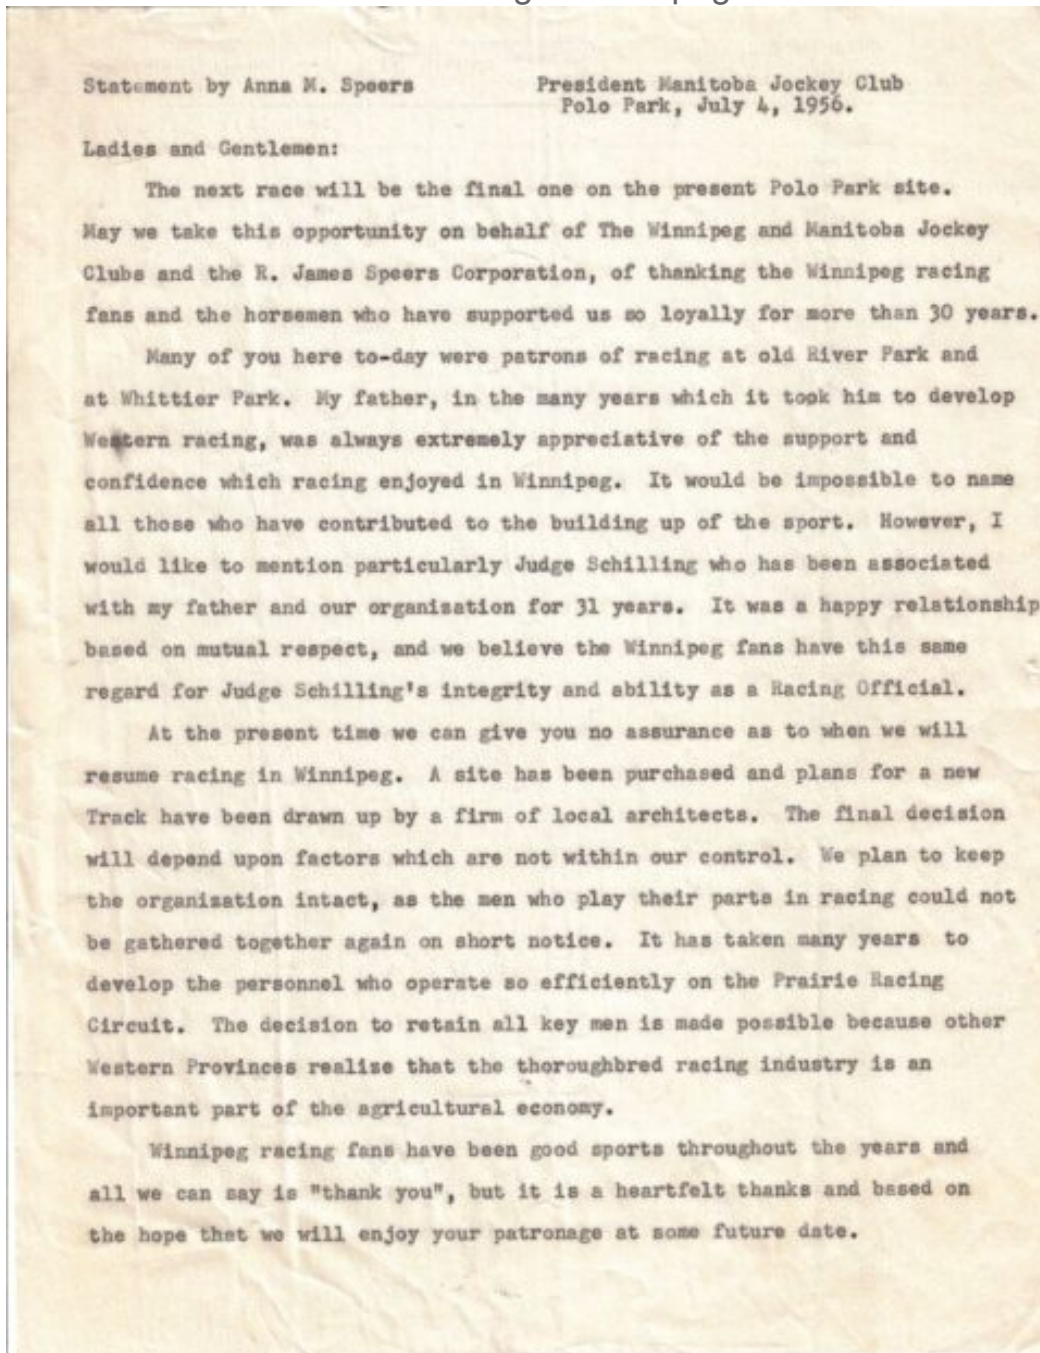 Statement by Anna M. Speers President Manitoba Jockey Club
Polo Park, July 4, 1956.
Ladies and Gentlemen:
The next race will be the final one on the present Polo Park site.
May we take this opportunity on behalf of The Winnipeg and Manitoba Jockey
Clubs and the R. James Speers Corporation, of thanking the Winnipeg racing
fans and the horsemen who have supported us so loyally for more than 30 years.
Many of you here to-day were patrons of racing at old River Park and
at Whittier Park. My father, in the many years which it took him to develop
Western racing, was always extremely appreciative of the support and
confidence which racing enjoyed in Winnipeg. It would be impossible to name
all those who have contributed to the building up of the sport. However, I
would like to mention particularly Judge Schilling who has been associated
with my father and our organisation for 31 years. It was a happy relationship
based on mutual respect, and we believe the Winnipeg fans have this same
regard for Judge Schilling's integrity and ability as a Racing Official.
At the present time we can give you no assurance as to when we will
resume racing in Winnipeg. A site has been purchased and plans for a new
Track have been drawn up by a firm of local architects. The final decision
will depend upon factors which are not within our control. We plan to keep
the organisation intact, as the men who play their parts in racing could not
be gathered together again on short notice. It has taken many years to
develop the personnel who operate so efficiently on the Prairie Racing
Circuit. The decision to retain all key men is made possible because other
Western Provinces realise that the thoroughbred racing industry is an
important part of the agricultural economy.
Winnipeg racing fans have been good sports throughout the years and
all we can say is "thank you", but it is a heartfelt thanks and based on
the hope that we will enjoy your patronage at some future date.